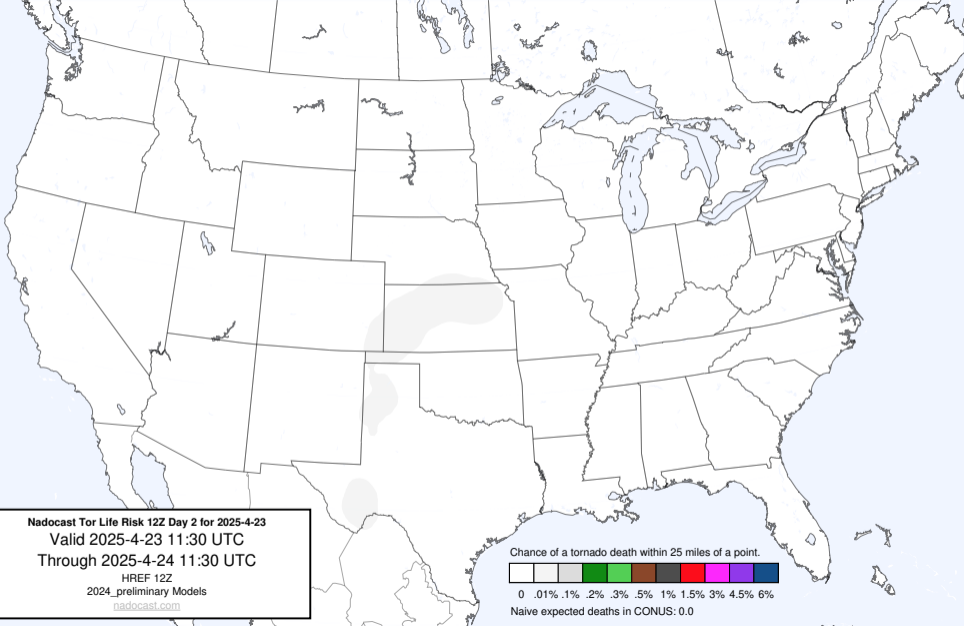 Nadocast Tor Life Risk 12Z Day 2 for 2025-4-23
Valid 2025-4-23 11:30 UTC
Through 2025-4-24 11:30 UTC
HREF 12Z
2024_preliminary Models
nadocast.com
Chance of a tornado death within 25 miles of a point.
0 .01% .1% .2% .3% .5% 1% 1.5% 3% 4.5% 6%
Naive expected deaths in CONUS: 0.0